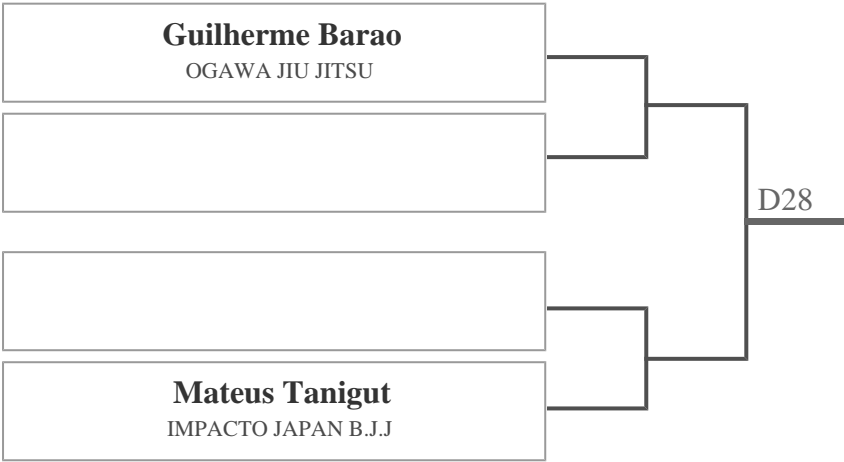 Guilherme Barao
OGAWA JIU JITSU
D28
Mateus Tanigut
IMPACTO JAPAN B.J.J